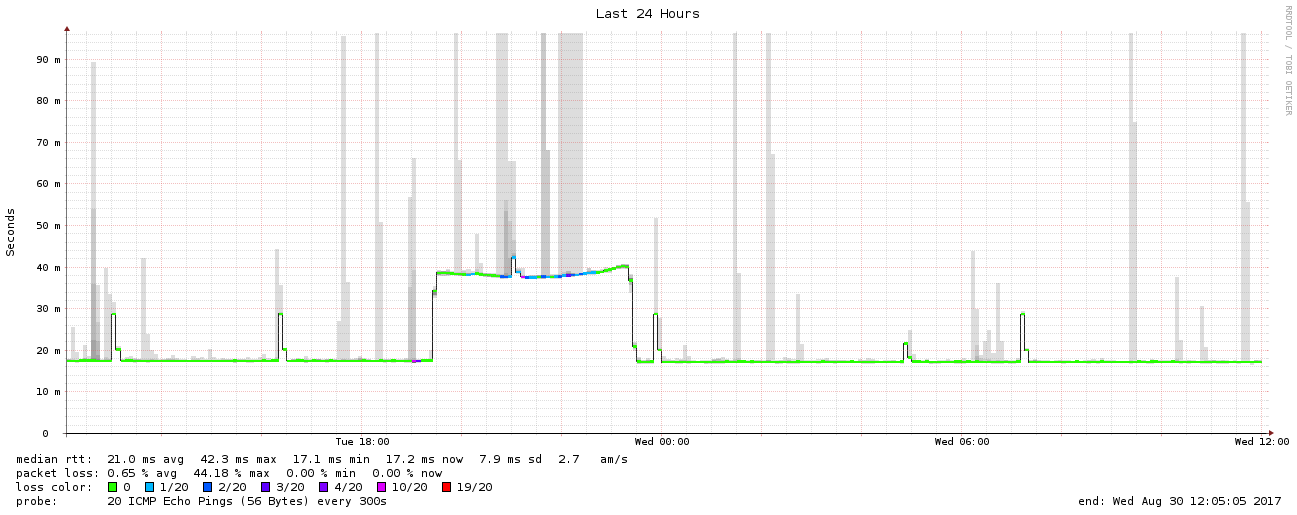 Last 24 Hours
RRDTOOL / TOBI OETIKER
Seconds
90 m
80 m
70 m
60 m
50 m
40 m
30 m
20 m
10 m
0
Tue 18:00 Wed 00:00 Wed 06:00 Wed 12:00
median rtt: 21.0 ms avg 42.3 ms max 17.1 ms min 17.2 ms now 7.9 ms sd 2.7 am/s
packet loss: 0.65 % avg 44.18 % max 0.00 % min 0.00 % now
loss color: 0 1/20 2/20 3/20 4/20 10/20 19/20
probe: 20 ICMP Echo Pings (56 Bytes) every 300s end: Wed Aug 30 12:05:05 2017